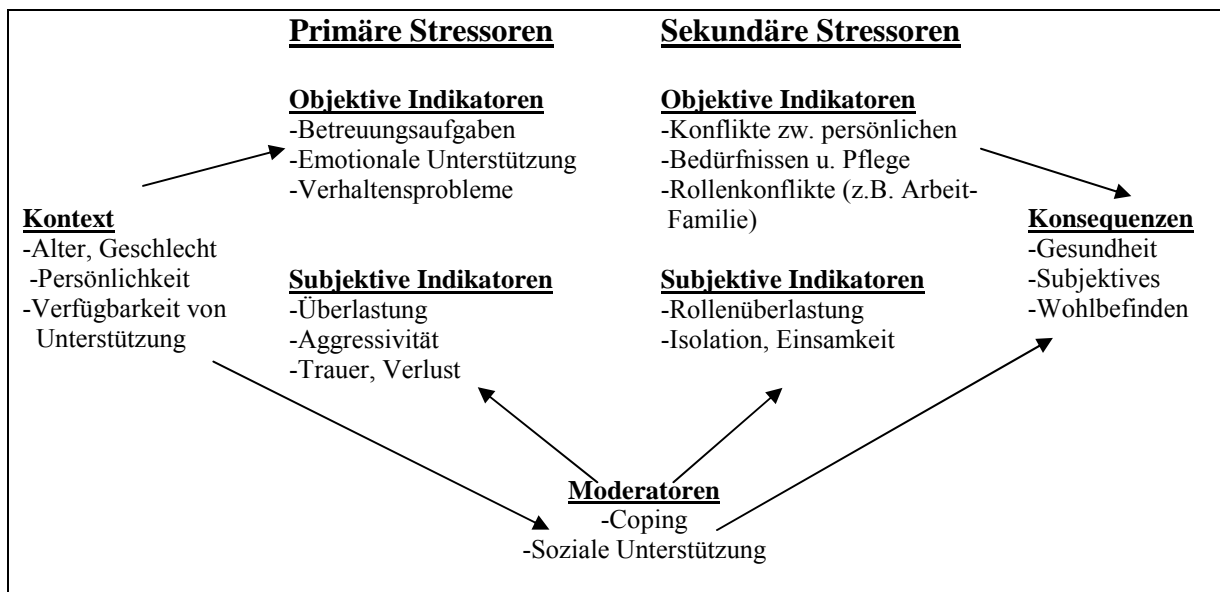 Primäre Stressoren
Sekundäre Stressoren
Objektive Indikatoren
-Betreuungsaufgaben
-Emotionale Unterstützung
-Verhaltensprobleme
Objektive Indikatoren
-Konflikte zw. persönlichen
-Bedürfnissen u. Pflege
-Rollenkonflikte (z.B. Arbeit-
Familie)
Kontext
-Alter, Geschlecht
-Persönlichkeit
-Verfügbarkeit von
Unterstützung
Konsequenzen
-Gesundheit
-Subjektives
-Wohlbefinden
Subjektive Indikatoren
-Überlastung
-Aggressivität
-Trauer, Verlust
Subjektive Indikatoren
-Rollenüberlastung
-Isolation, Einsamkeit
Moderatoren
-Coping
-Soziale Unterstützung